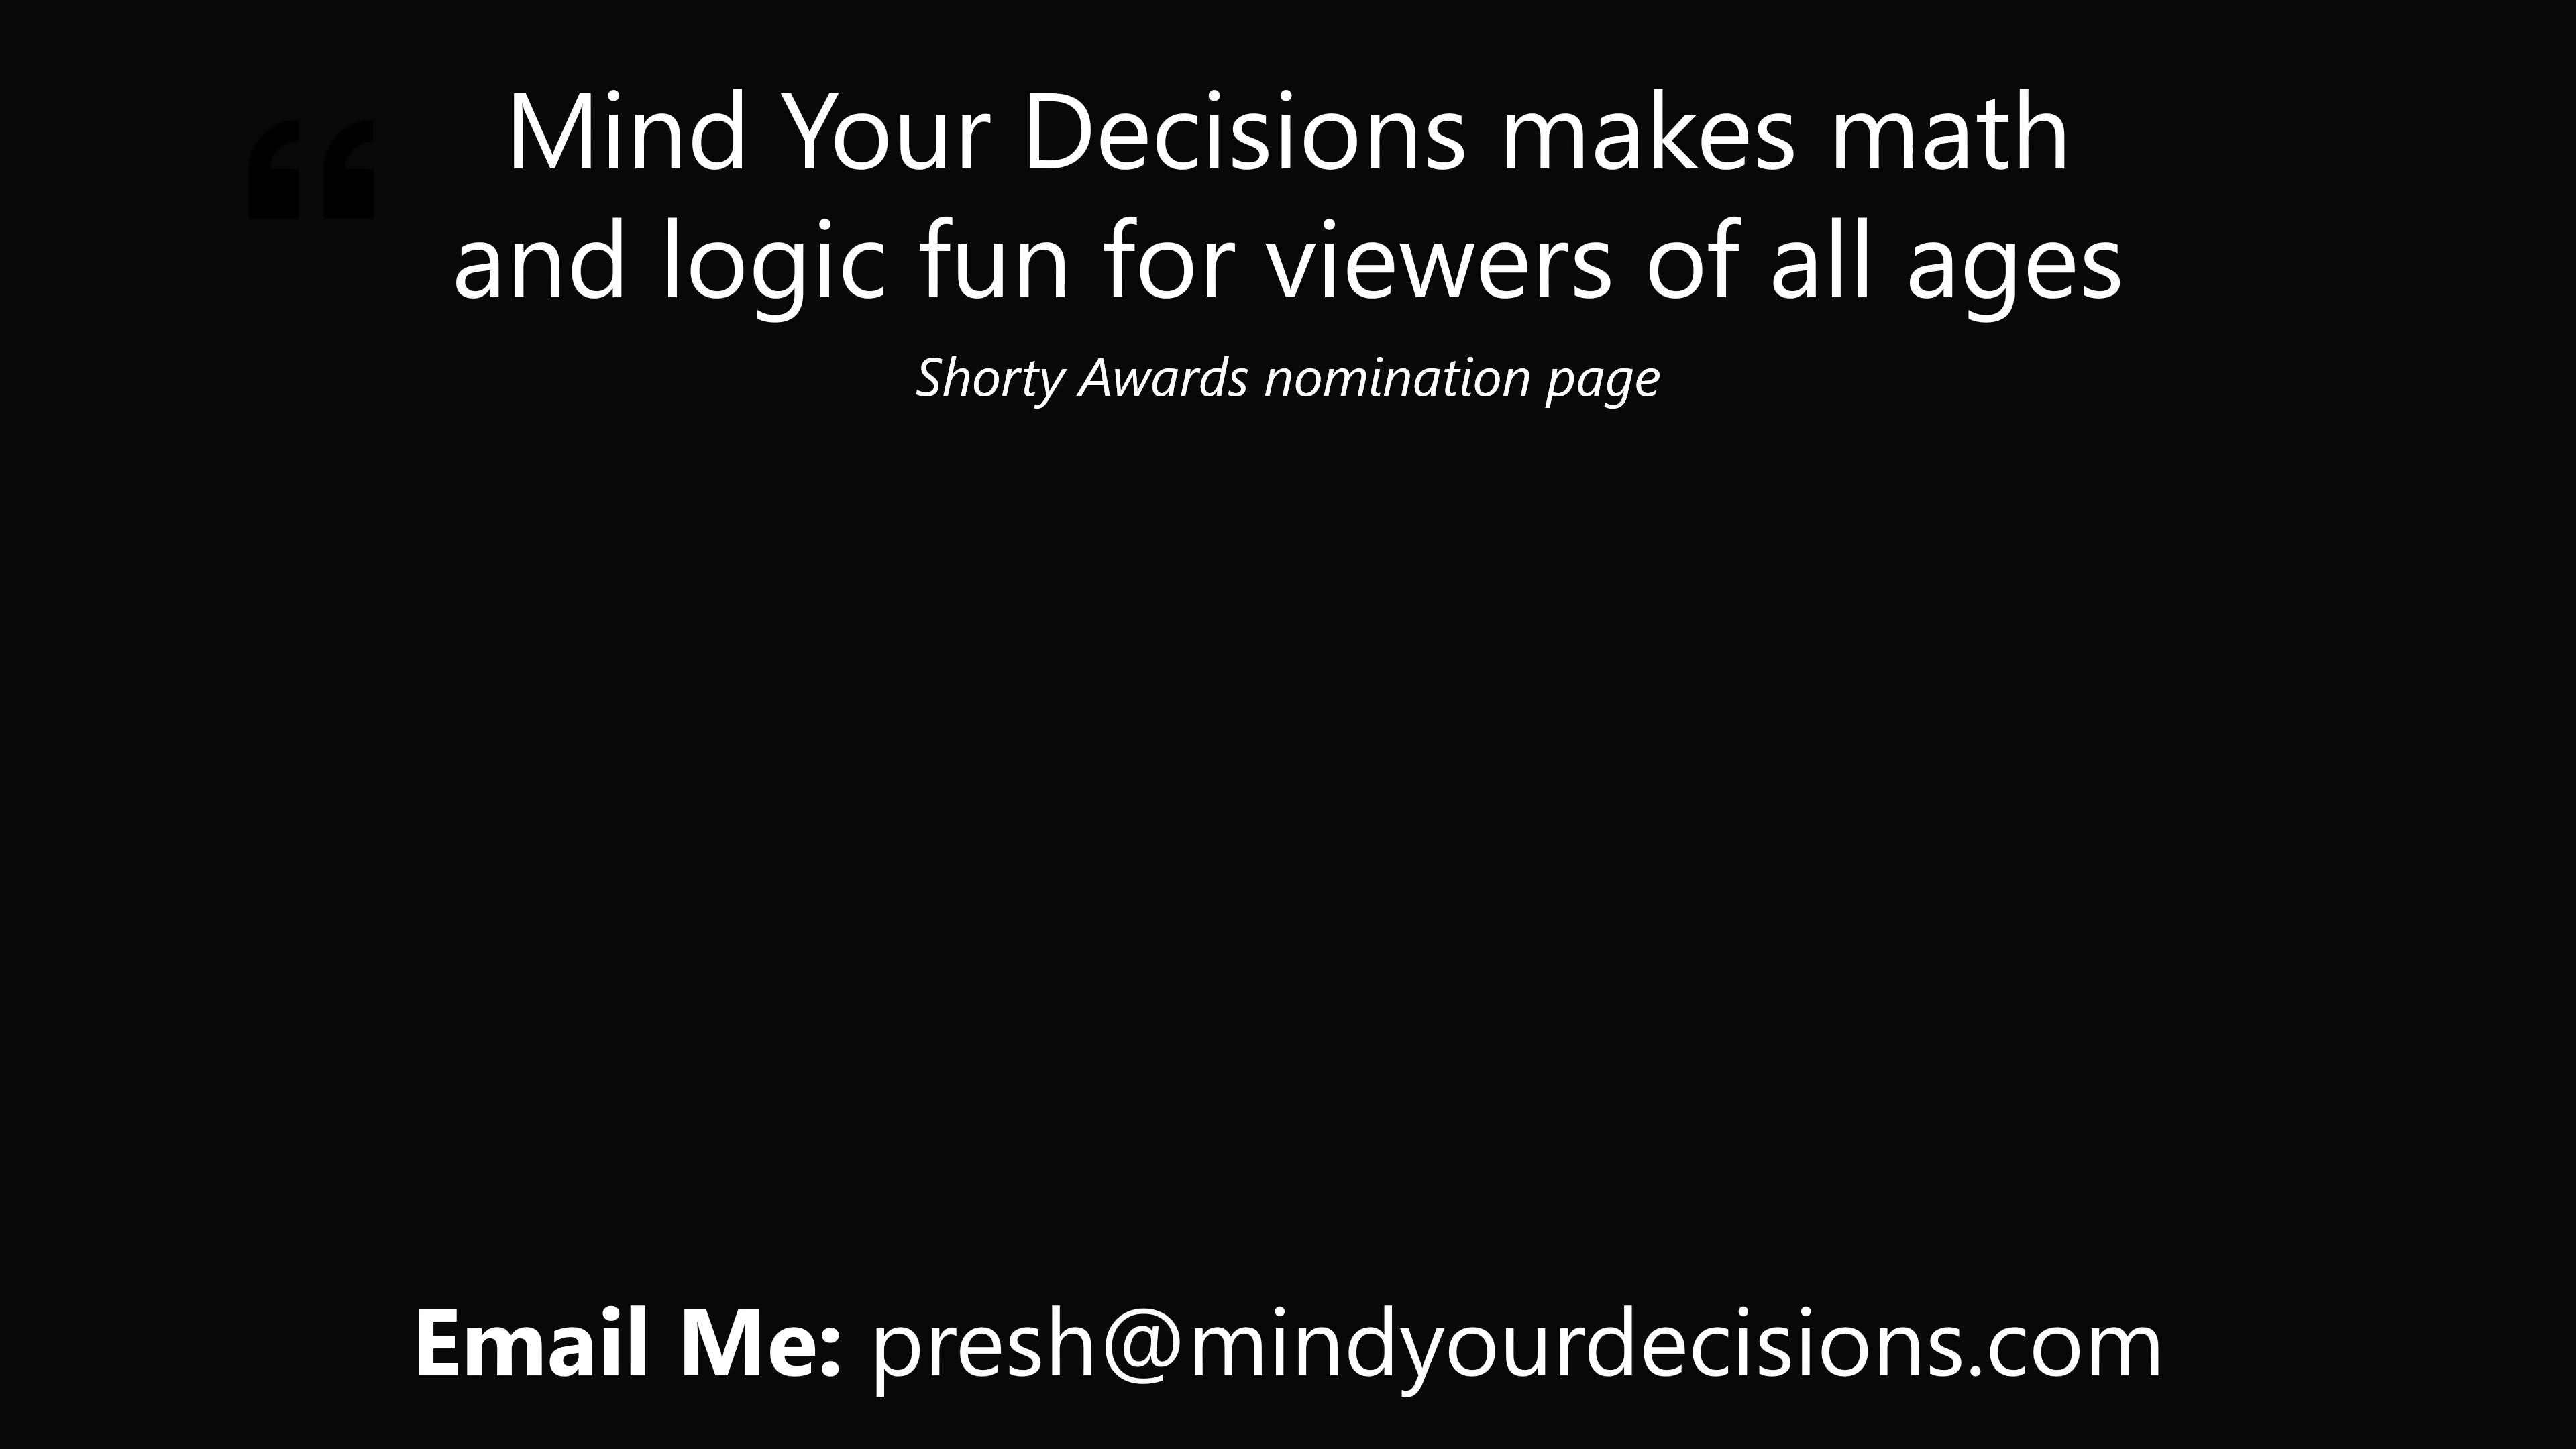 “
Mind Your Decisions makes math
and logic fun for viewers of all ages
Shorty Awards nomination page
Email Me: presh@mindyourdecisions.com